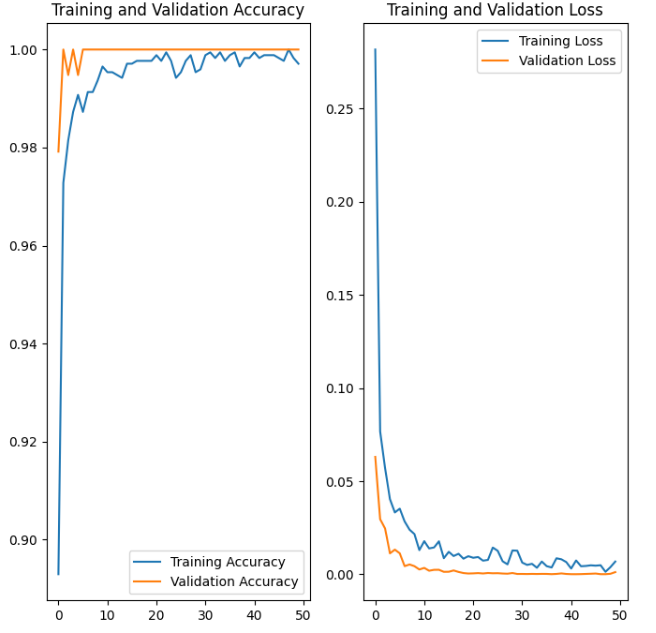 Training and Validation Accuracy
1.00
0.98
0.96
0.94
0.92
0.90
Training Accuracy
Validation Accuracy
0 10 20 30 40 50
Training and Validation Loss
Training Loss
Validation Loss
0.25
0.20
0.15
0.10
0.05
0.00
0 10 20 30 40 50